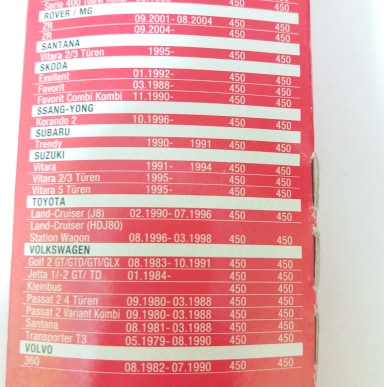 Serie 400 450 450
ROVER / MG
ZR 09.2001- 08.2004 450 450
ZR 09.2004- 450 450
SANTANA
Vitara 2/3 Türen 1995- 450 450
SKODA
Exellent 01.1992- 450 450
Favorit 03.1988- 450 450
Favorit Combi Kombi 11.1990- 450 450
SSANG-YONG
Korando 2 10.1996- 450 450
SUBARU
Trendy 1990- 1991 450 450
SUZUKI
Vitara 1991- 1994 450 450
Vitara 2/3 Türen 1995- 450 450
Vitara 5 Türen 1995- 450 450
TOYOTA
Land-Cruiser (J8) 02.1990- 07.1996 450 450
Land-Cruiser (HDJ80)
Station Wagon 08.1996- 03.1998 450 450
VOLKSWAGEN
Golf 2 GT/GTD/GTI/GLX 08.1983- 10.1991 450 450
Jetta 1/-2 GT/ TD 01.1984- 450 450
Kleinbus 450 450
Passat 2 4 Türen 09.1980- 03.1988 450 450
Passat 2 Variant Kombi 09.1980- 03.1988 450 450
Santana 08.1981- 03.1988 450 450
Transporter T3 05.1979- 08.1990 450 450
VOLVO
360 08.1982- 07.1990 450 450